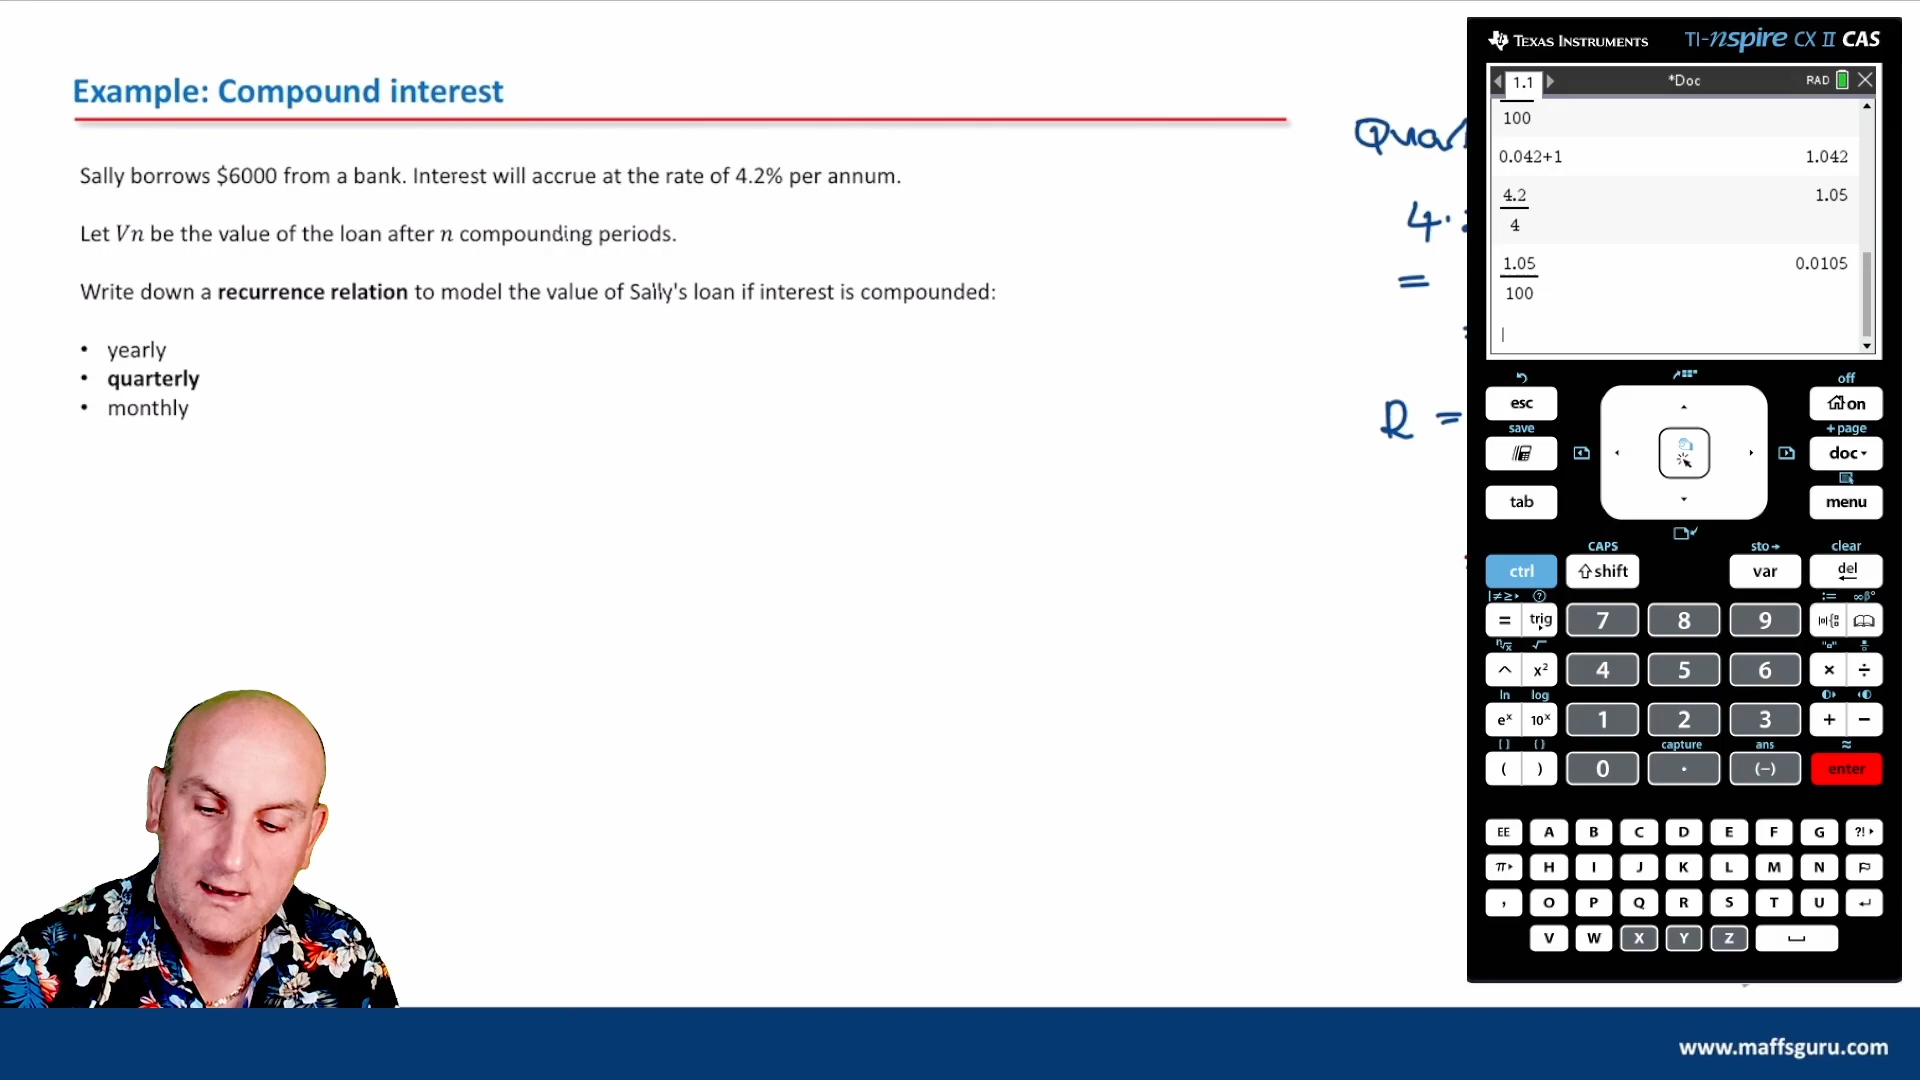 Example: Compound interest
Sally borrows $6000 from a bank. Interest will accrue at the rate of 4.2% per annum.
Let Vn be the value of the loan after n compounding periods.
Write down a recurrence relation to model the value of Sally's loan if interest is compounded:
• yearly
• quarterly
• monthly
4.
=
R =
TEXAS INSTRUMENTS TI-nspire CX II CAS
1.1 *Doc RAD
100
0.042+1 1.042
4.2 1.05
4
1.05 0.0105
100
off
esc on
save +page
doc
tab menu
CAPS sto→ clear
ctrl shift var del
|≠≥▸ ? := ∞β°
= trig 7 8 9
ⁿ√x √
^ x² 4 5 6 × ÷
ln log
eˣ 10ˣ 1 2 3 + −
[ ] { } capture ans ≈
( ) 0 . (−) enter
EE A B C D E F G ?!▸
π▸ H I J K L M N
, O P Q R S T U ↵
V W X Y Z
www.maffsguru.com